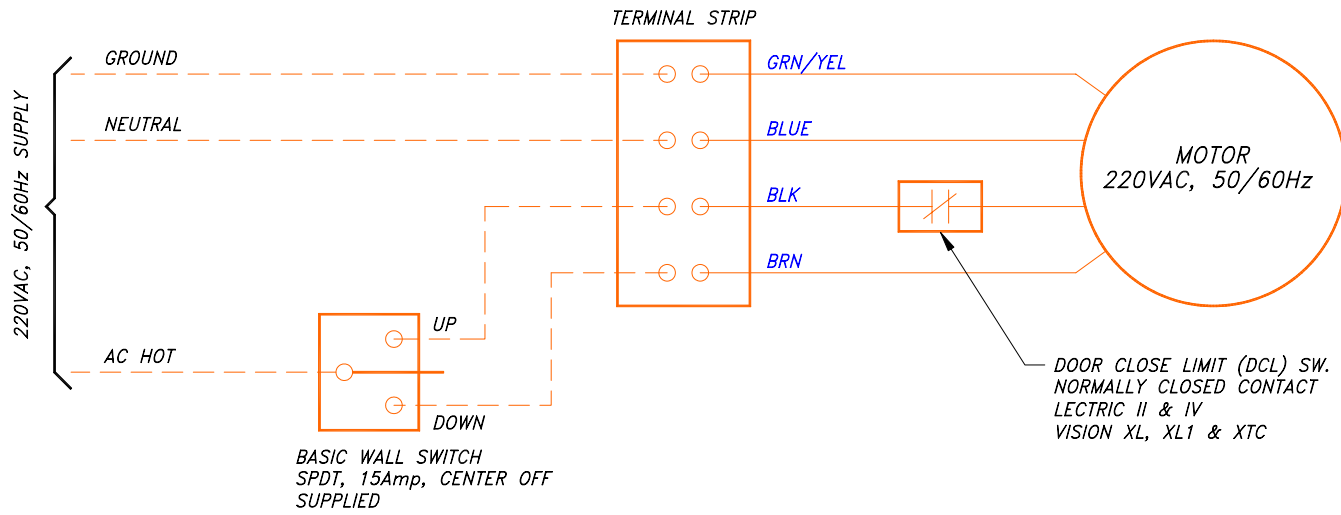 TERMINAL STRIP
220VAC, 50/60Hz SUPPLY
GROUND
NEUTRAL
AC HOT
GRN/YEL
BLUE
BLK
BRN
MOTOR
220VAC, 50/60Hz
UP
DOWN
BASIC WALL SWITCH
SPDT, 15Amp, CENTER OFF
SUPPLIED
DOOR CLOSE LIMIT (DCL) SW.
NORMALLY CLOSED CONTACT
LECTRIC II & IV
VISION XL, XL1 & XTC